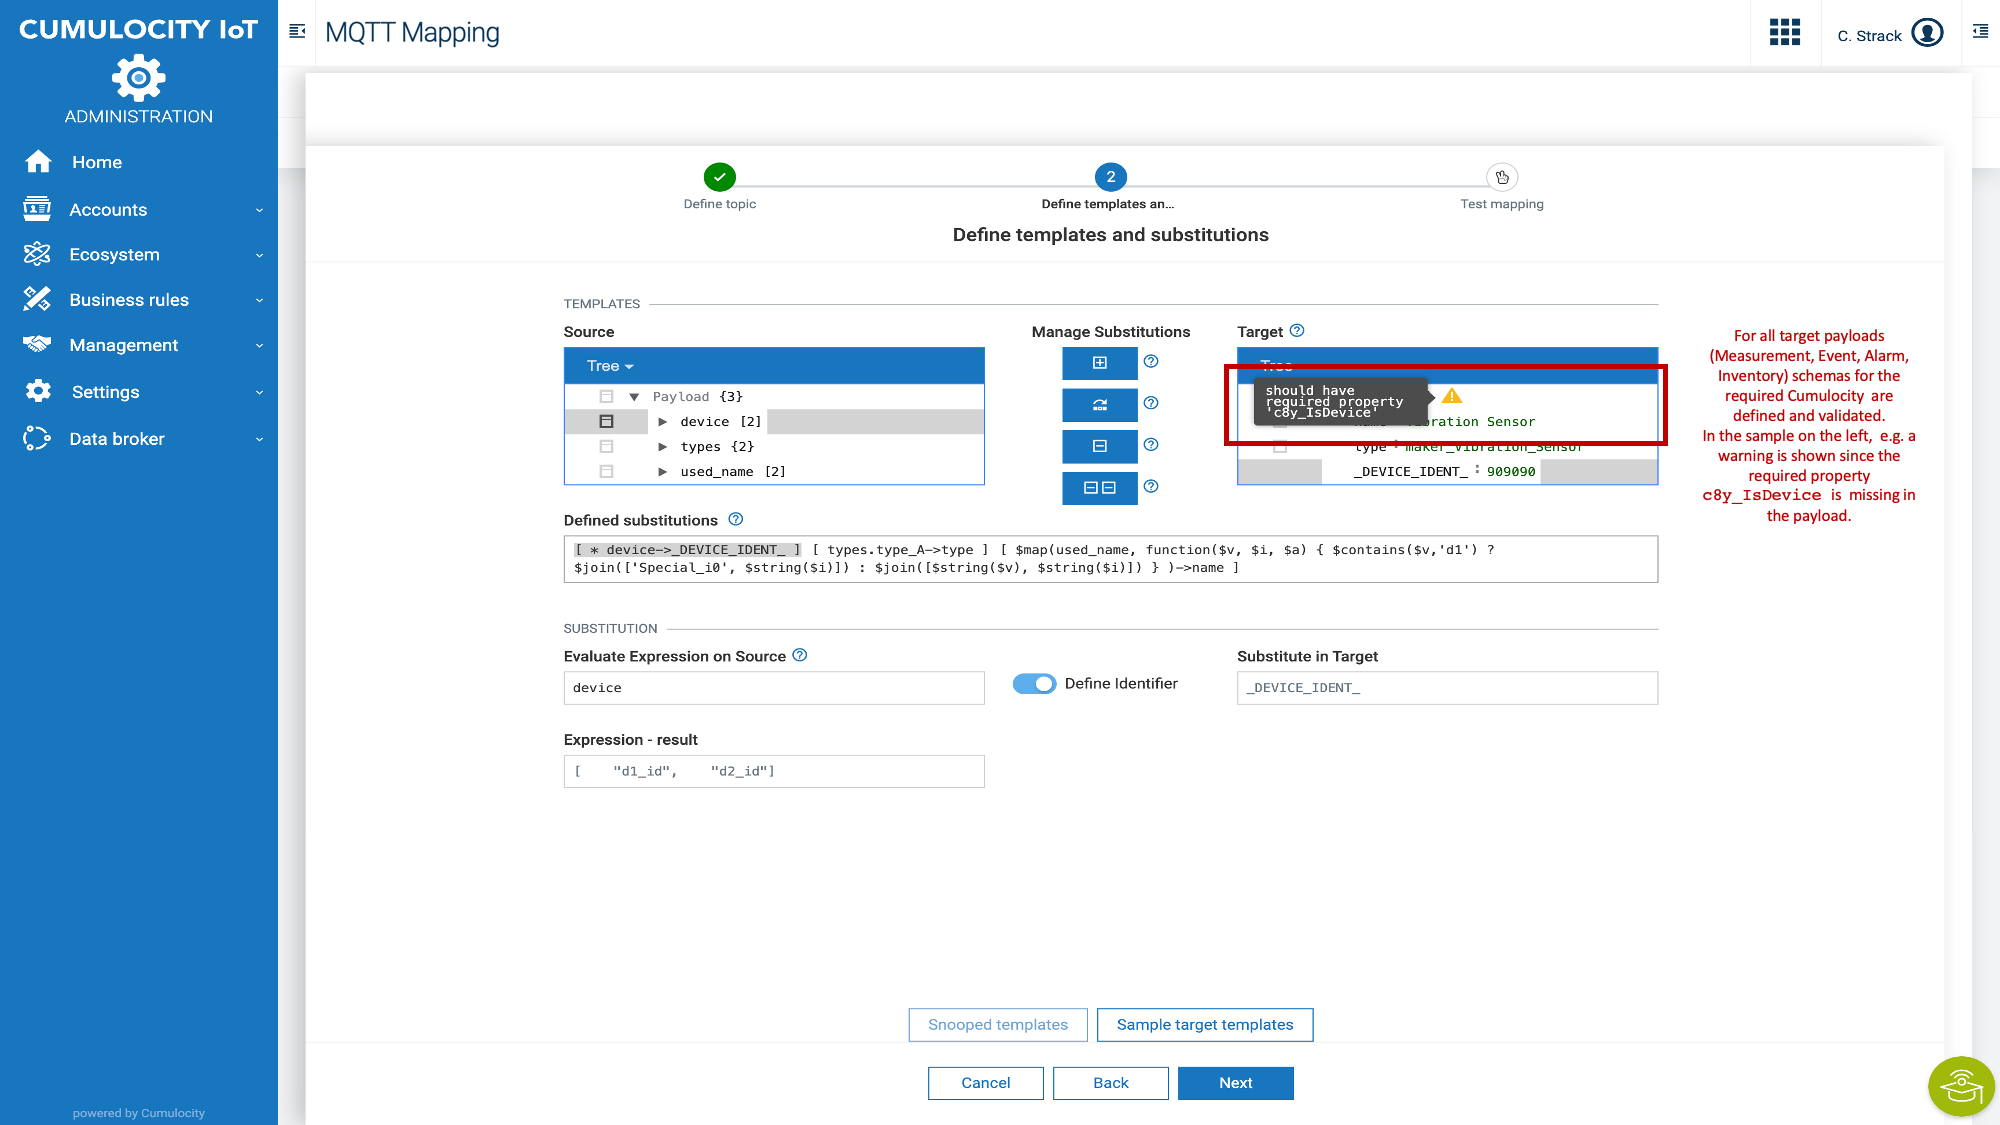 CUMULOCITY IoT
ADMINISTRATION
Home
Accounts
Ecosystem
Business rules
Management
Settings
Data broker
powered by Cumulocity
MQTT Mapping
C. Strack
2
Define topic
Define templates an...
Test mapping
Define templates and substitutions
TEMPLATES
Source
Manage Substitutions
Target
Tree
Payload {3}
device [2]
types {2}
used_name [2]
Tree
should have
required property
'c8y_IsDevice'
name : Vibration Sensor
type : maker_Vibration_Sensor
_DEVICE_IDENT_ : 909090
For all target payloads
(Measurement, Event, Alarm,
Inventory) schemas for the
required Cumulocity are
defined and validated.
In the sample on the left, e.g. a
warning is shown since the
required property
c8y_IsDevice is missing in
the payload.
Defined substitutions
[ * device->_DEVICE_IDENT_ ] [ types.type_A->type ] [ $map(used_name, function($v, $i, $a) { $contains($v,'d1') ?
$join(['Special_i0', $string($i)]) : $join([$string($v), $string($i)]) } )->name ]
SUBSTITUTION
Evaluate Expression on Source
Substitute in Target
device
Define Identifier
_DEVICE_IDENT_
Expression - result
[ "d1_id", "d2_id"]
Snooped templates
Sample target templates
Cancel
Back
Next